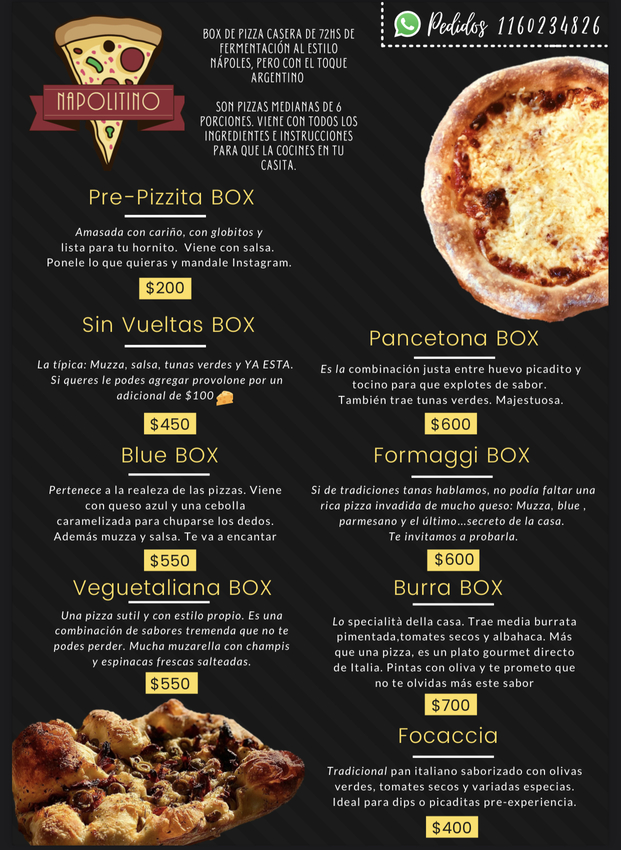 Pedidos 1160234826
NAPOLITINO
BOX DE PIZZA CASERA DE 72HS DE
FERMENTACIÓN AL ESTILO
NÁPOLES, PERO CON EL TOQUE
ARGENTINO
SON PIZZAS MEDIANAS DE 6
PORCIONES. VIENE CON TODOS LOS
INGREDIENTES E INSTRUCCIONES
PARA QUE LA COCINES EN TU
CASITA.
Pre-Pizzita BOX
Amasada con cariño, con globitos y
lista para tu hornito. Viene con salsa.
Ponele lo que quieras y mandale Instagram.
$200
Sin Vueltas BOX
La típica: Muzza, salsa, tunas verdes y YA ESTA.
Si queres le podes agregar provolone por un
adicional de $100
$450
Blue BOX
Pertenece a la realeza de las pizzas. Viene
con queso azul y una cebolla
caramelizada para chuparse los dedos.
Además muzza y salsa. Te va a encantar
$550
Veguetaliana BOX
Una pizza sutil y con estilo propio. Es una
combinación de sabores tremenda que no te
podes perder. Mucha muzarella con champis
y espinacas frescas salteadas.
$550
Pancetona BOX
Es la combinación justa entre huevo picadito y
tocino para que explotes de sabor.
También trae tunas verdes. Majestuosa.
$600
Formaggi BOX
Si de tradiciones tanas hablamos, no podía faltar una
rica pizza invadida de mucho queso: Muzza, blue ,
parmesano y el último...secreto de la casa.
Te invitamos a probarla.
$600
Burra BOX
Lo specialità della casa. Trae media burrata
pimentada,tomates secos y albahaca. Más
que una pizza, es un plato gourmet directo
de Italia. Pintas con oliva y te prometo que
no te olvidas más este sabor
$700
Focaccia
Tradicional pan italiano saborizado con olivas
verdes, tomates secos y variadas especias.
Ideal para dips o picaditas pre-experiencia.
$400